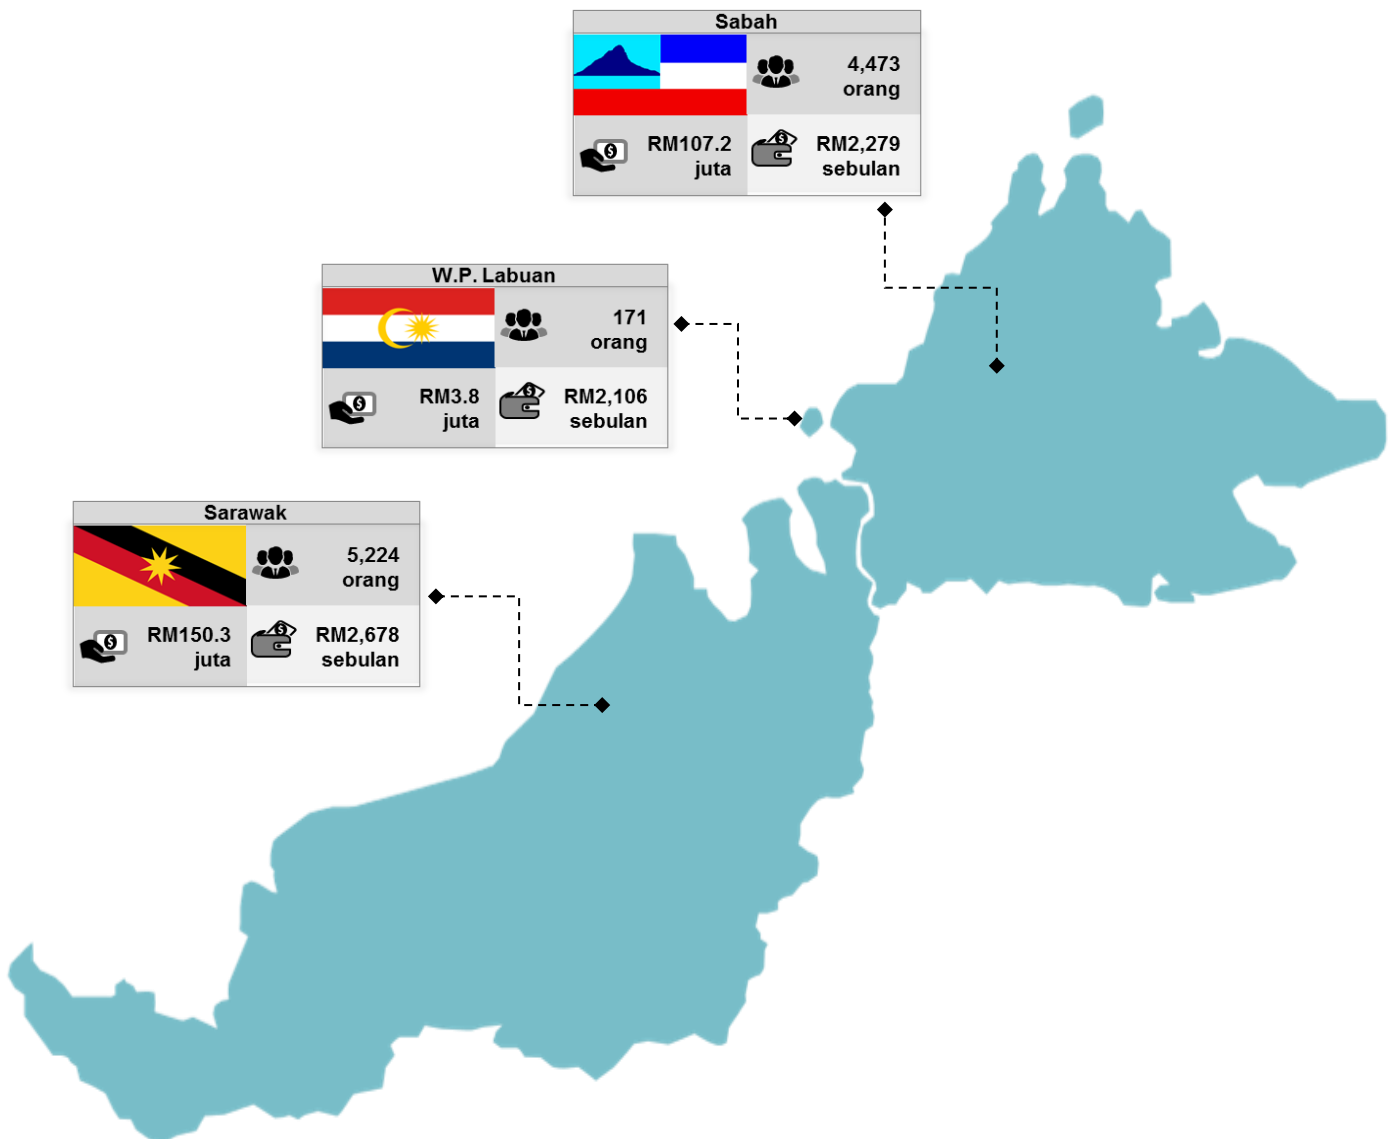 Sabah
4,473
orang
RM107.2
juta
RM2,279
sebulan
W.P. Labuan
171
orang
RM3.8
juta
RM2,106
sebulan
Sarawak
5,224
orang
RM150.3
juta
RM2,678
sebulan